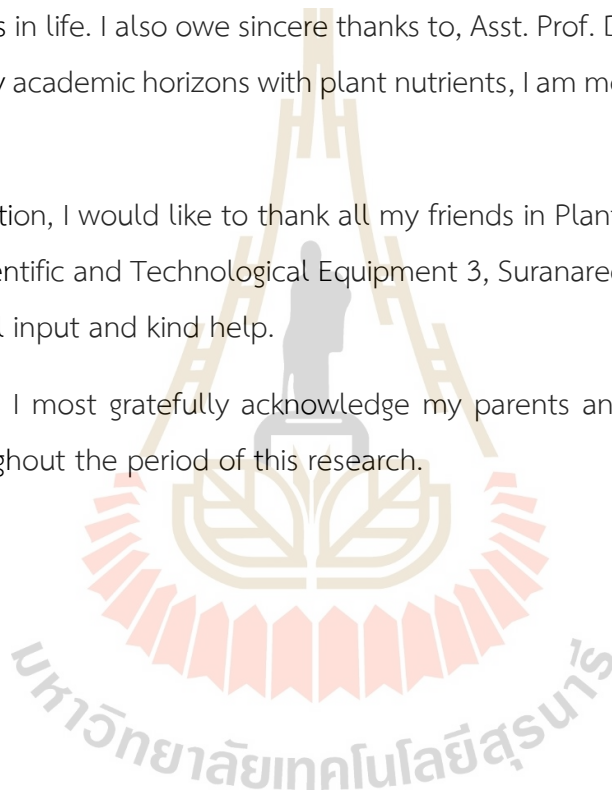 s in life. I also owe sincere thanks to, Asst. Prof. D
academic horizons with plant nutrients, I am m
tion, I would like to thank all my friends in Plant
entific and Technological Equipment 3, Suranaree
input and kind help.
I most gratefully acknowledge my parents an
ghout the period of this research.
มหาวิทยาลัยเทคโนโลยีสุรนารี